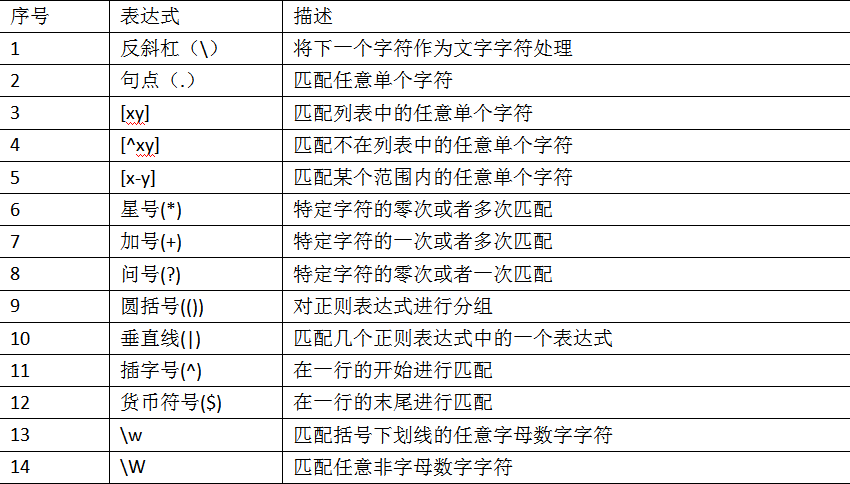 序号 表达式 描述
1 反斜杠（\） 将下一个字符作为文字字符处理
2 句点（.） 匹配任意单个字符
3 [xy] 匹配列表中的任意单个字符
4 [^xy] 匹配不在列表中的任意单个字符
5 [x-y] 匹配某个范围内的任意单个字符
6 星号(*) 特定字符的零次或者多次匹配
7 加号(+) 特定字符的一次或者多次匹配
8 问号(?) 特定字符的零次或者一次匹配
9 圆括号(()) 对正则表达式进行分组
10 垂直线(|) 匹配几个正则表达式中的一个表达式
11 插字号(^) 在一行的开始进行匹配
12 货币符号($) 在一行的末尾进行匹配
13 \w 匹配括号下划线的任意字母数字字符
14 \W 匹配任意非字母数字字符